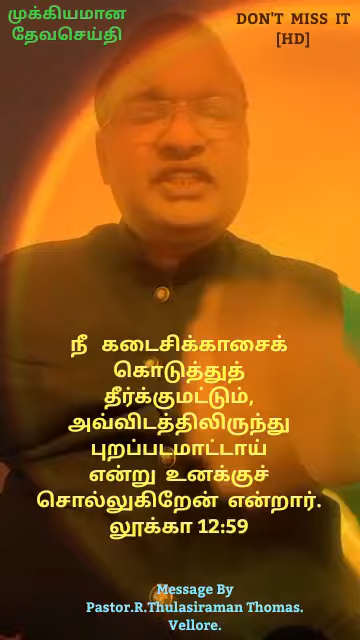 முக்கியமான
தேவசெய்தி
DON'T MISS IT
[HD]
நீ கடைசிக்காசைக்
கொடுத்துத்
தீர்க்குமட்டும்,
அவ்விடத்திலிருந்து
புறப்படமாட்டாய்
என்று உனக்குச்
சொல்லுகிறேன் என்றார்.
லூக்கா 12:59
Message By
Pastor.R.Thulasiraman Thomas.
Vellore.